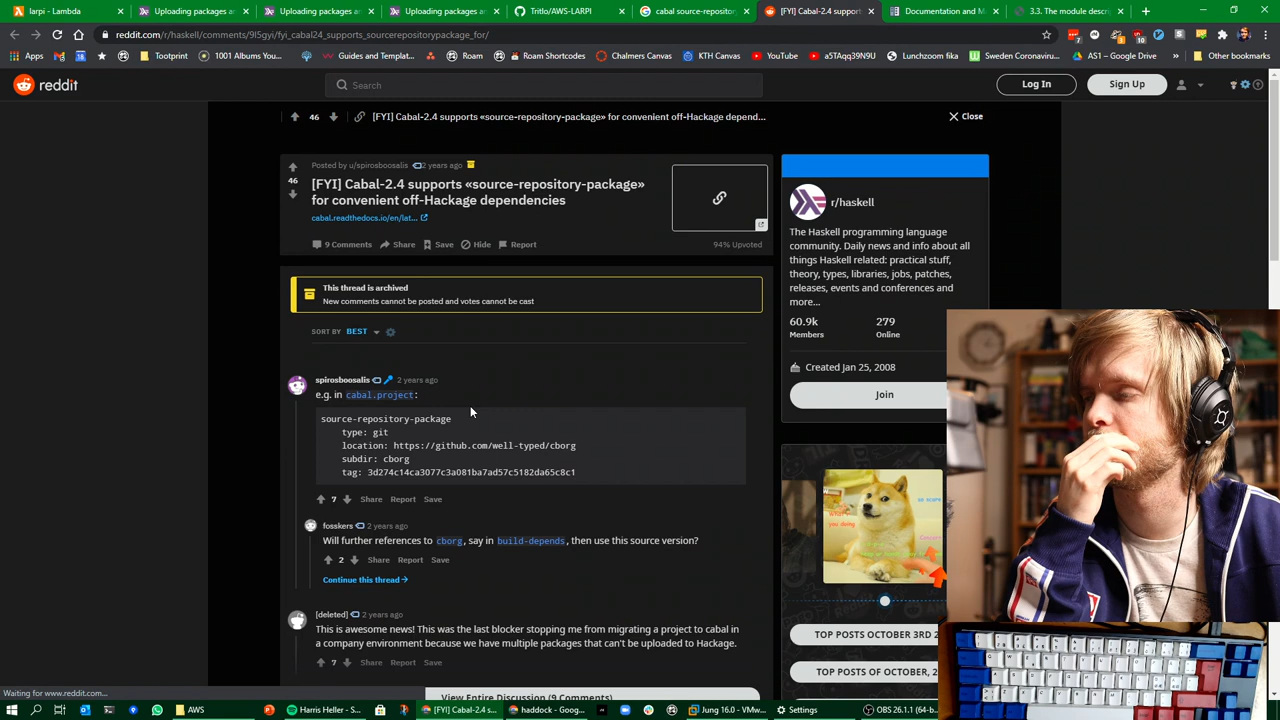 larpi - Lambda
Uploading packages ar
Uploading packages an
Uploading packages an
Tritlo/AWS-LARPI
cabal source-repository
[FYI] Cabal-2.4 support
Documentation and M
3.3. The module descrip
reddit.com/r/haskell/comments/9l5gyi/fyi_cabal24_supports_sourcerepositorypackage_for/
Apps
Tootprint
1001 Albums You...
Guides and Templat...
Roam Shortcodes
Chalmers Canvas
YouTube
a5TAqq39N9U
Lunchzoom fika
Sweden Coronaviru...
AS1 – Google Drive
Other bookmarks
reddit
Search
Log In
Sign Up
46
[FYI] Cabal-2.4 supports «source-repository-package» for convenient off-Hackage depend...
Close
Posted by u/spirosboosalis 2 years ago
46
[FYI] Cabal-2.4 supports «source-repository-package»
for convenient off-Hackage dependencies
cabal.readthedocs.io/en/lat...
9 Comments
Share
Save
Hide
Report
94% Upvoted
This thread is archived
New comments cannot be posted and votes cannot be cast
SORT BY BEST
spirosboosalis 2 years ago
e.g. in cabal.project:
source-repository-package
type: git
location: https://github.com/well-typed/cborg
subdir: cborg
tag: 3d274c14ca3077c3a081ba7ad57c5182da65c8c1
7
Share
Report
Save
fosskers 2 years ago
Will further references to cborg, say in build-depends, then use this source version?
2
Share
Report
Save
Continue this thread
[deleted] 2 years ago
This is awesome news! This was the last blocker stopping me from migrating a project to cabal in
a company environment because we have multiple packages that can't be uploaded to Hackage.
7
Share
Report
Save
View Entire Discussion (9 Comments)
r/haskell
The Haskell programming language
community. Daily news and info about all
things Haskell related: practical stuff,
theory, types, libraries, jobs, patches,
releases, events and conferences and
more...
60.9k
279
Members
Online
Created Jan 25, 2008
Join
TOP POSTS OCTOBER 3RD 2
TOP POSTS OF OCTOBER, 2
Waiting for www.reddit.com...
AWS
Harris Heller - S...
[FYI] Cabal-2.4 s...
haddock - Goog...
Jung 16.0 - VMw...
Settings
OBS 26.1.1 (64-b...